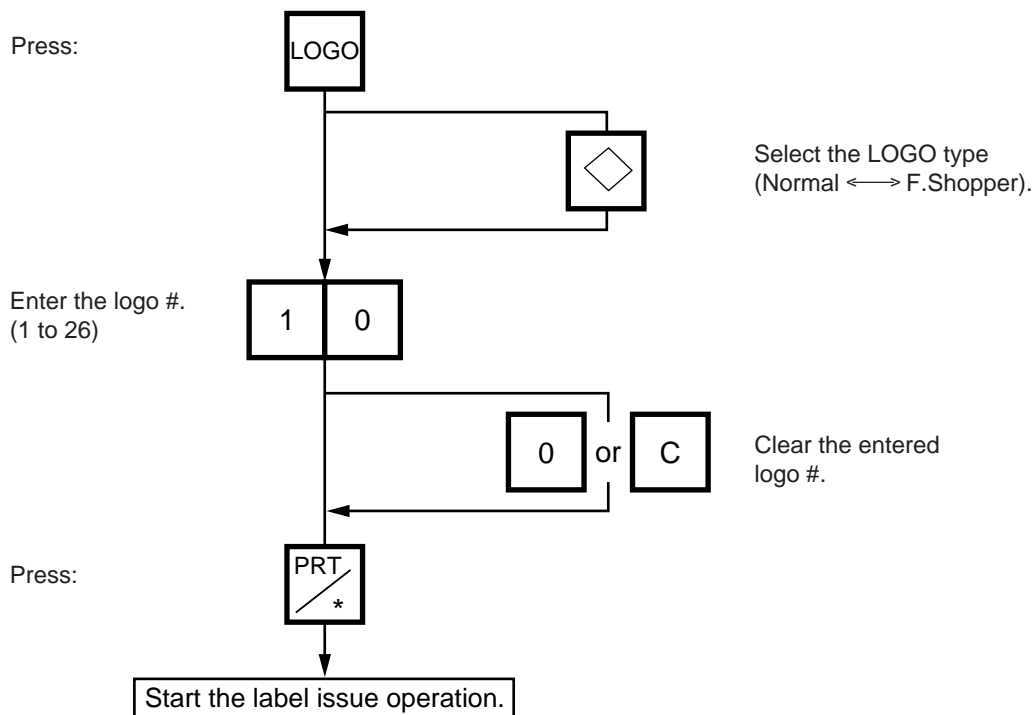 Press:
LOGO
Select the LOGO type
(Normal <--> F.Shopper).
Enter the logo #.
(1 to 26)
1 0
0 or C
Clear the entered
logo #.
Press:
PRT
*
Start the label issue operation.